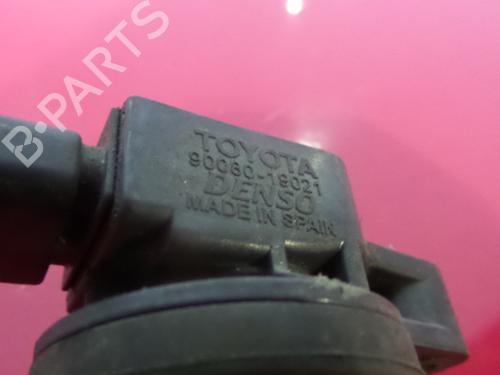 B-PARTS
TOYOTA
90080-19021
DENSO
MADE IN SPAIN